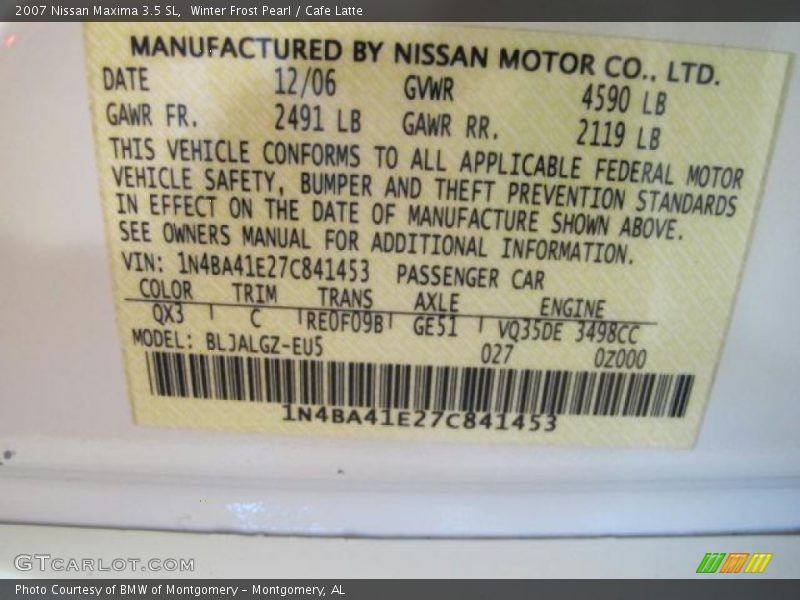 2007 Nissan Maxima 3.5 SL, Winter Frost Pearl / Cafe Latte
MANUFACTURED BY NISSAN MOTOR CO., LTD.
DATE 12/06 GVWR 4590 LB
GAWR FR. 2491 LB GAWR RR. 2119 LB
THIS VEHICLE CONFORMS TO ALL APPLICABLE FEDERAL MOTOR
VEHICLE SAFETY, BUMPER AND THEFT PREVENTION STANDARDS
IN EFFECT ON THE DATE OF MANUFACTURE SHOWN ABOVE.
SEE OWNERS MANUAL FOR ADDITIONAL INFORMATION.
VIN: 1N4BA41E27C841453 PASSENGER CAR
COLOR TRIM TRANS AXLE ENGINE
QX3 C RE0F09B GE51 VQ35DE 3498CC
MODEL: BLJALGZ-EU5 027 0Z000
1N4BA41E27C841453
GTCARLOT.COM
Photo Courtesy of BMW of Montgomery - Montgomery, AL